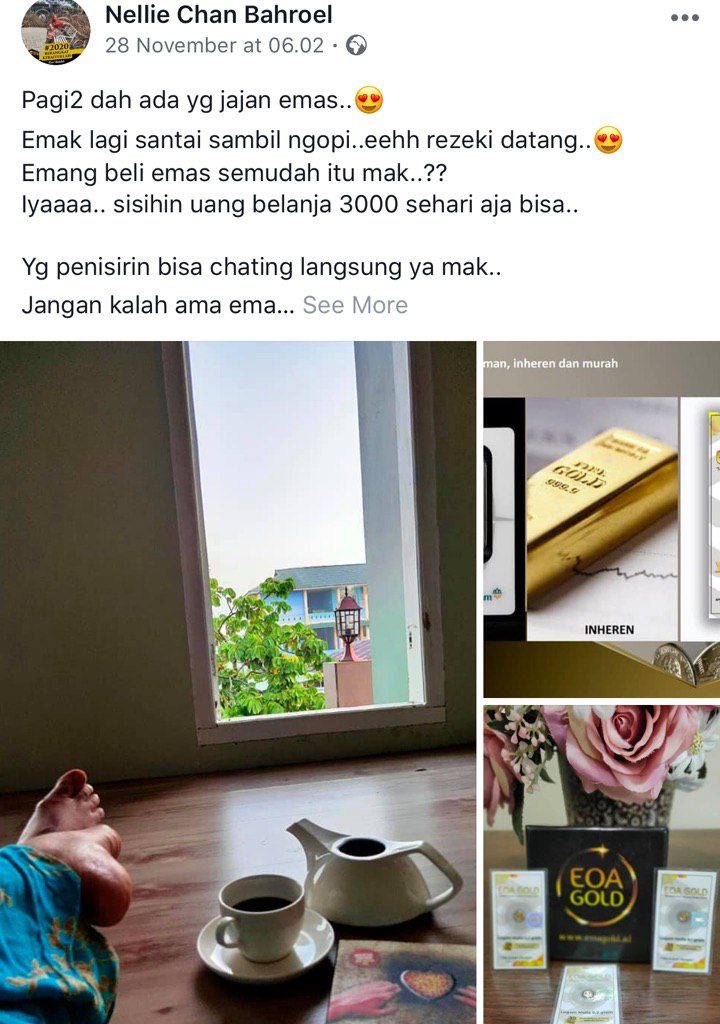 Nellie Chan Bahroel
28 November at 06.02 ·
Pagi2 dah ada yg jajan emas..😍
Emak lagi santai sambil ngopi..eehh rezeki datang..😍
Emang beli emas semudah itu mak..??
Iyaaaa.. sisihin uang belanja 3000 sehari aja bisa..
Yg penisirin bisa chating langsung ya mak..
Jangan kalah ama ema... See More
#2020
man, inheren dan murah
FINE
GOLD
999.9
INHEREN
EOA
GOLD
EOA GOLD
EOA GOLD
EOA GOLD